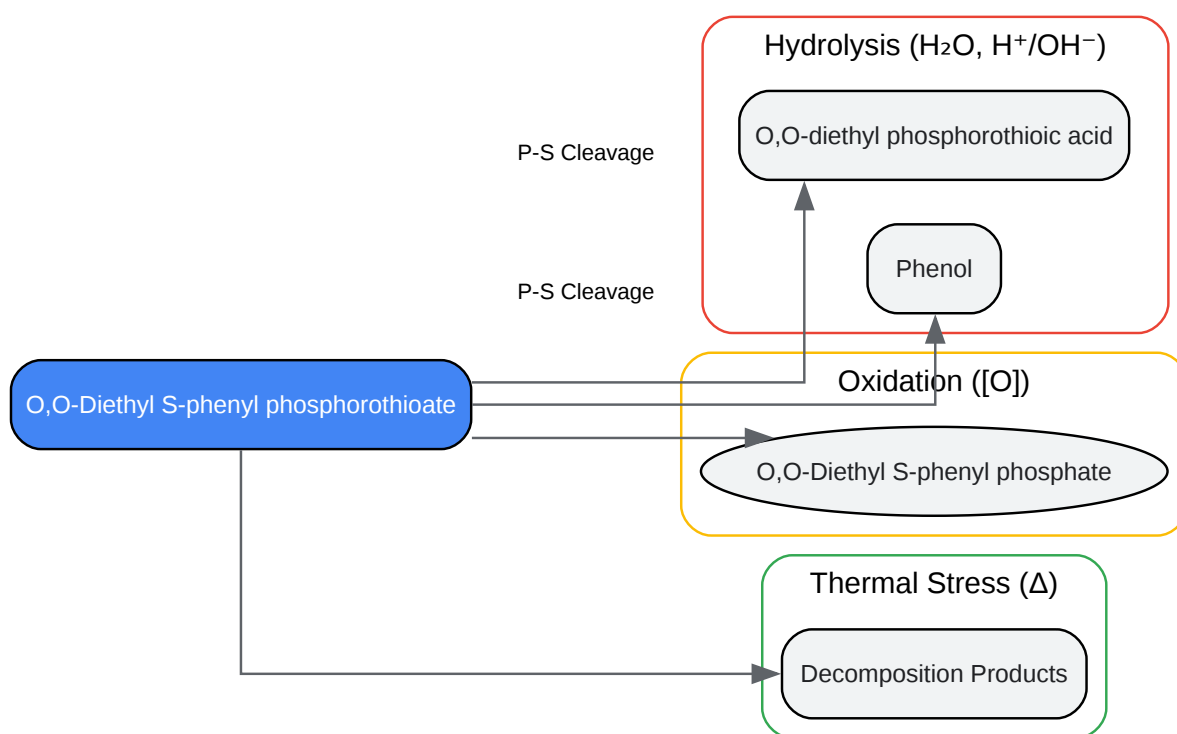 Hydrolysis (H₂O, H⁺/OH⁻)
O,O-diethyl phosphorothioic acid
P-S Cleavage
Phenol
P-S Cleavage
O,O-Diethyl S-phenyl phosphorothioate
Oxidation ([O])
O,O-Diethyl S-phenyl phosphate
Thermal Stress (Δ)
Decomposition Products